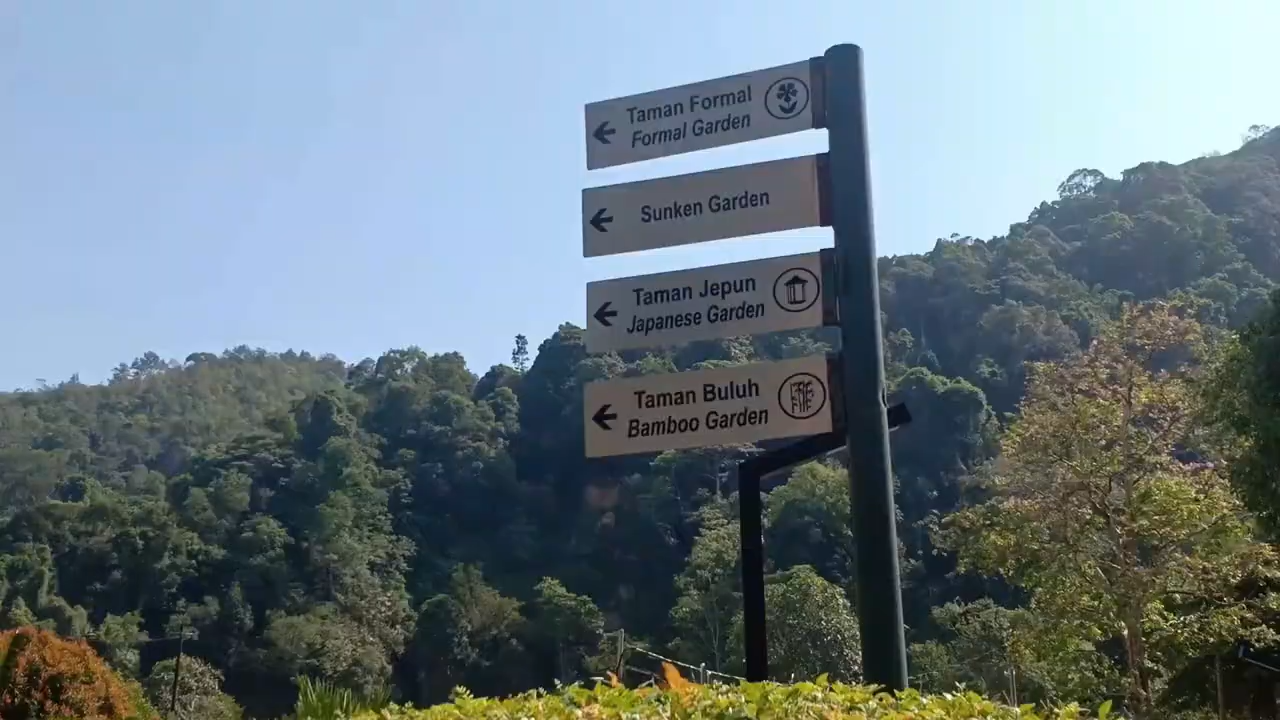 Taman Formal
Formal Garden
Sunken Garden
Taman Jepun
Japanese Garden
Taman Buluh
Bamboo Garden